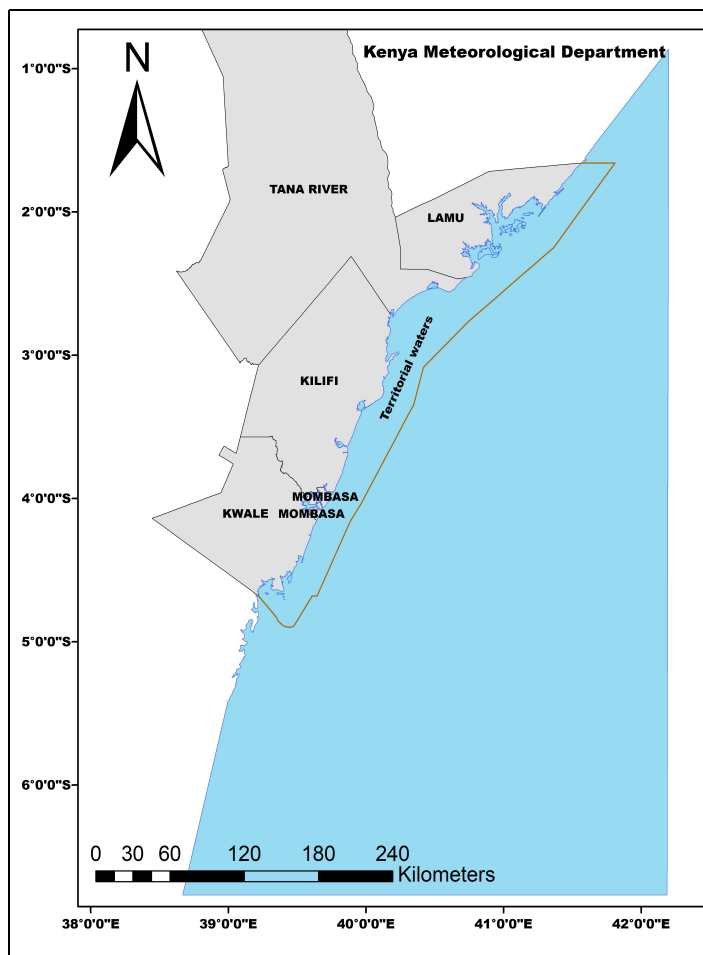 Kenya Meteorological Department
N
1°0'0"S
2°0'0"S
3°0'0"S
4°0'0"S
5°0'0"S
6°0'0"S
TANA RIVER
LAMU
Territorial waters
KILIFI
MOMBASA
KWALE MOMBASA
0 30 60 120 180 240
Kilometers
38°0'0"E 39°0'0"E 40°0'0"E 41°0'0"E 42°0'0"E